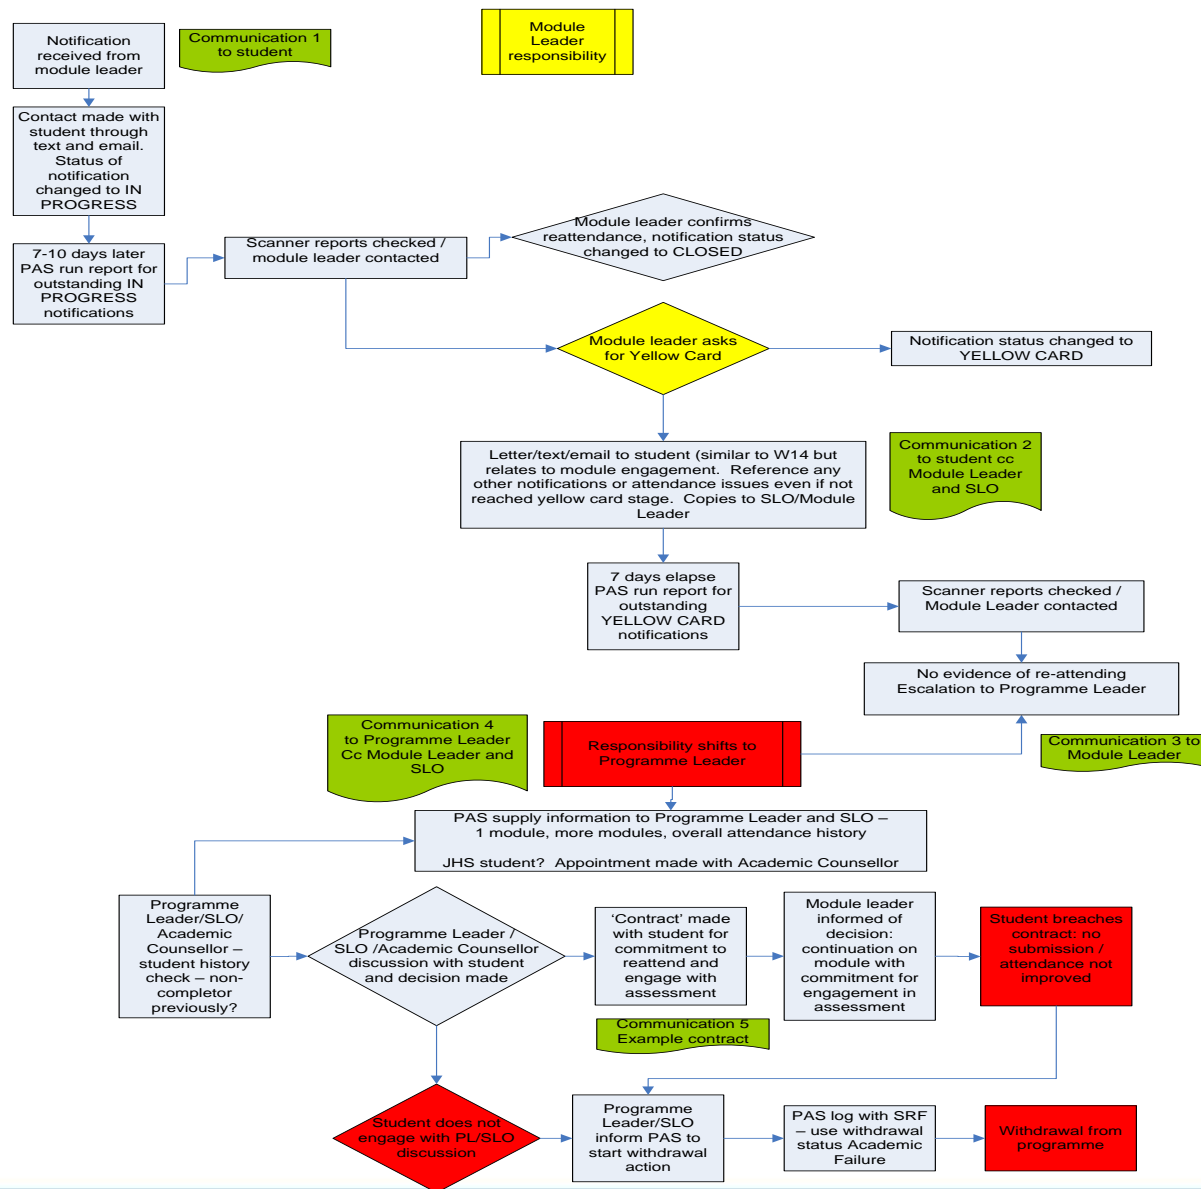 Notification
received from
module leader
Communication 1
to student
Module
Leader
responsibility
Contact made with
student through
text and email.
Status of
notification
changed to IN
PROGRESS
7-10 days later
PAS run report for
outstanding IN
PROGRESS
notifications
Scanner reports checked /
module leader contacted
Module leader confirms
reattendance, notification status
changed to CLOSED
Module leader asks
for Yellow Card
Notification status changed to
YELLOW CARD
Letter/text/email to student (similar to W14 but
relates to module engagement.  Reference any
other notifications or attendance issues even if not
reached yellow card stage.  Copies to SLO/Module
Leader
Communication 2
to student cc
Module Leader
and SLO
7 days elapse
PAS run report for
outstanding
YELLOW CARD
notifications
Scanner reports checked /
Module Leader contacted
No evidence of re-attending
Escalation to Programme Leader
Communication 4
to Programme Leader
Cc Module Leader and
SLO
Responsibility shifts to
Programme Leader
Communication 3 to
Module Leader
PAS supply information to Programme Leader and SLO –
1 module, more modules, overall attendance history
JHS student?  Appointment made with Academic Counsellor
Programme
Leader/SLO/
Academic
Counsellor –
student history
check – non-
completor
previously?
Programme Leader /
SLO /Academic Counsellor
discussion with student
and decision made
‘Contract’ made
with student for
commitment to
reattend and
engage with
assessment
Module leader
informed of
decision:
continuation on
module with
commitment for
engagement in
assessment
Student breaches
contract: no
submission /
attendance not
improved
Communication 5
Example contract
Student does not
engage with PL/SLO
discussion
Programme
Leader/SLO
inform PAS to
start withdrawal
action
PAS log with SRF
– use withdrawal
status Academic
Failure
Withdrawal from
programme